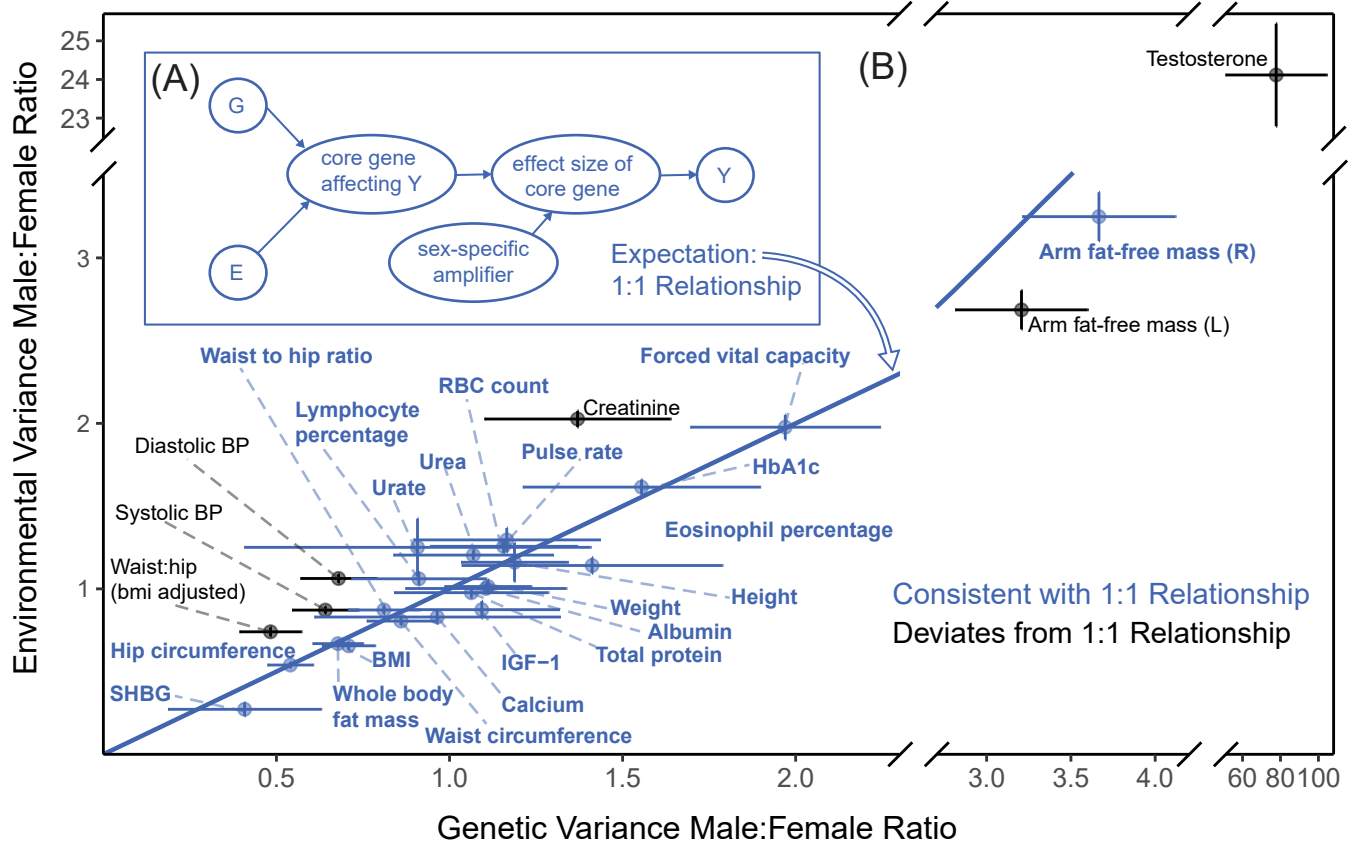 Environmental Variance Male:Female Ratio
25
24
23
3
2
1
(A)
G
E
core gene
affecting Y
effect size of
core gene
Y
sex-specific
amplifier
Expectation:
1:1 Relationship
(B)
Testosterone
Arm fat-free mass (R)
Arm fat-free mass (L)
Waist to hip ratio
Forced vital capacity
RBC count
Creatinine
Lymphocyte
percentage
Diastolic BP
Pulse rate
Urea
HbA1c
Urate
Systolic BP
Eosinophil percentage
Waist:hip
(bmi adjusted)
Consistent with 1:1 Relationship
Deviates from 1:1 Relationship
Height
Weight
Albumin
Total protein
Hip circumference
BMI
IGF−1
SHBG
Whole body
fat mass
Calcium
Waist circumference
0.5
1.0
1.5
2.0
3.0
3.5
4.0
60
80
100
Genetic Variance Male:Female Ratio